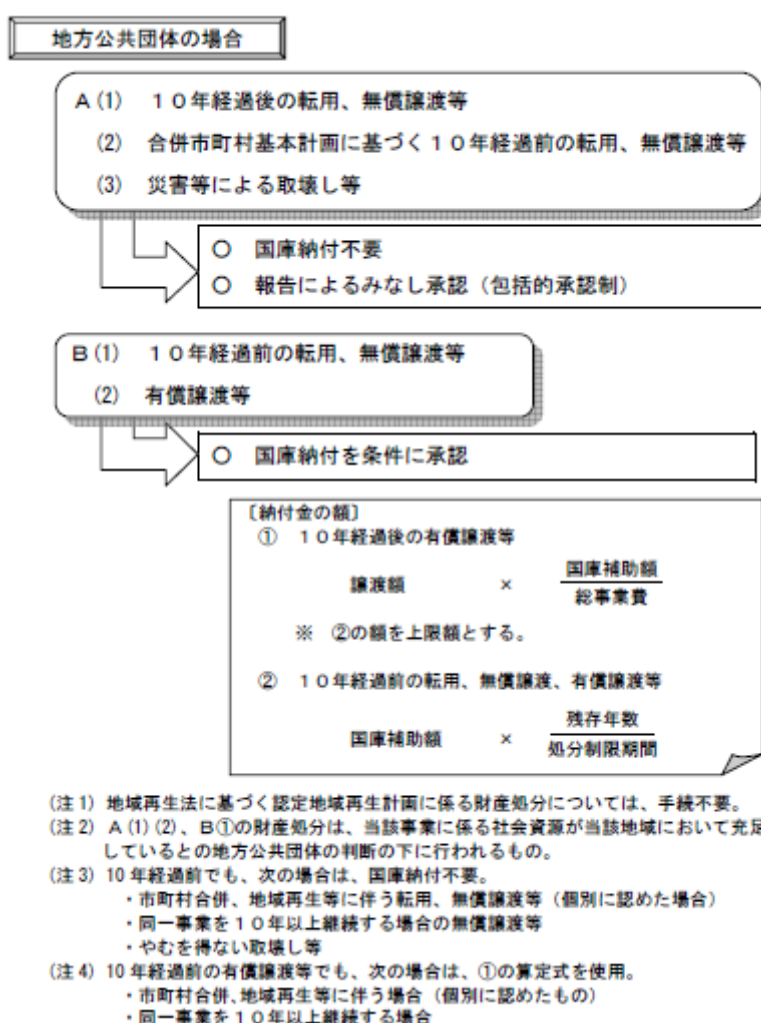 地方公共団体の場合
A(1) 10年経過後の転用、無償譲渡等
(2) 合併市町村基本計画に基づく10年経過前の転用、無償譲渡等
(3) 災害等による取壊し等
○ 国庫納付不要
○ 報告によるみなし承認(包括的承認制)
B(1) 10年経過前の転用、無償譲渡等
(2) 有償譲渡等
○ 国庫納付を条件に承認
〔納付金の額〕
① 10年経過後の有償譲渡等
譲渡額 × 国庫補助額
総事業費
※ ②の額を上限額とする。
② 10年経過前の転用、無償譲渡、有償譲渡等
国庫補助額 × 残存年数
処分制限期間
(注1) 地域再生法に基づく認定地域再生計画に係る財産処分については、手続不要。
(注2) A(1)(2)、B①の財産処分は、当該事業に係る社会資源が当該地域において充足
しているとの地方公共団体の判断の下に行われるもの。
(注3) 10年経過前でも、次の場合は、国庫納付不要。
・市町村合併、地域再生等に伴う転用、無償譲渡等(個別に認めた場合)
・同一事業を10年以上継続する場合の無償譲渡等
・やむを得ない取壊し等
(注4) 10年経過前の有償譲渡等でも、次の場合は、①の算定式を使用。
・市町村合併、地域再生等に伴う場合(個別に認めたもの)
・同一事業を10年以上継続する場合